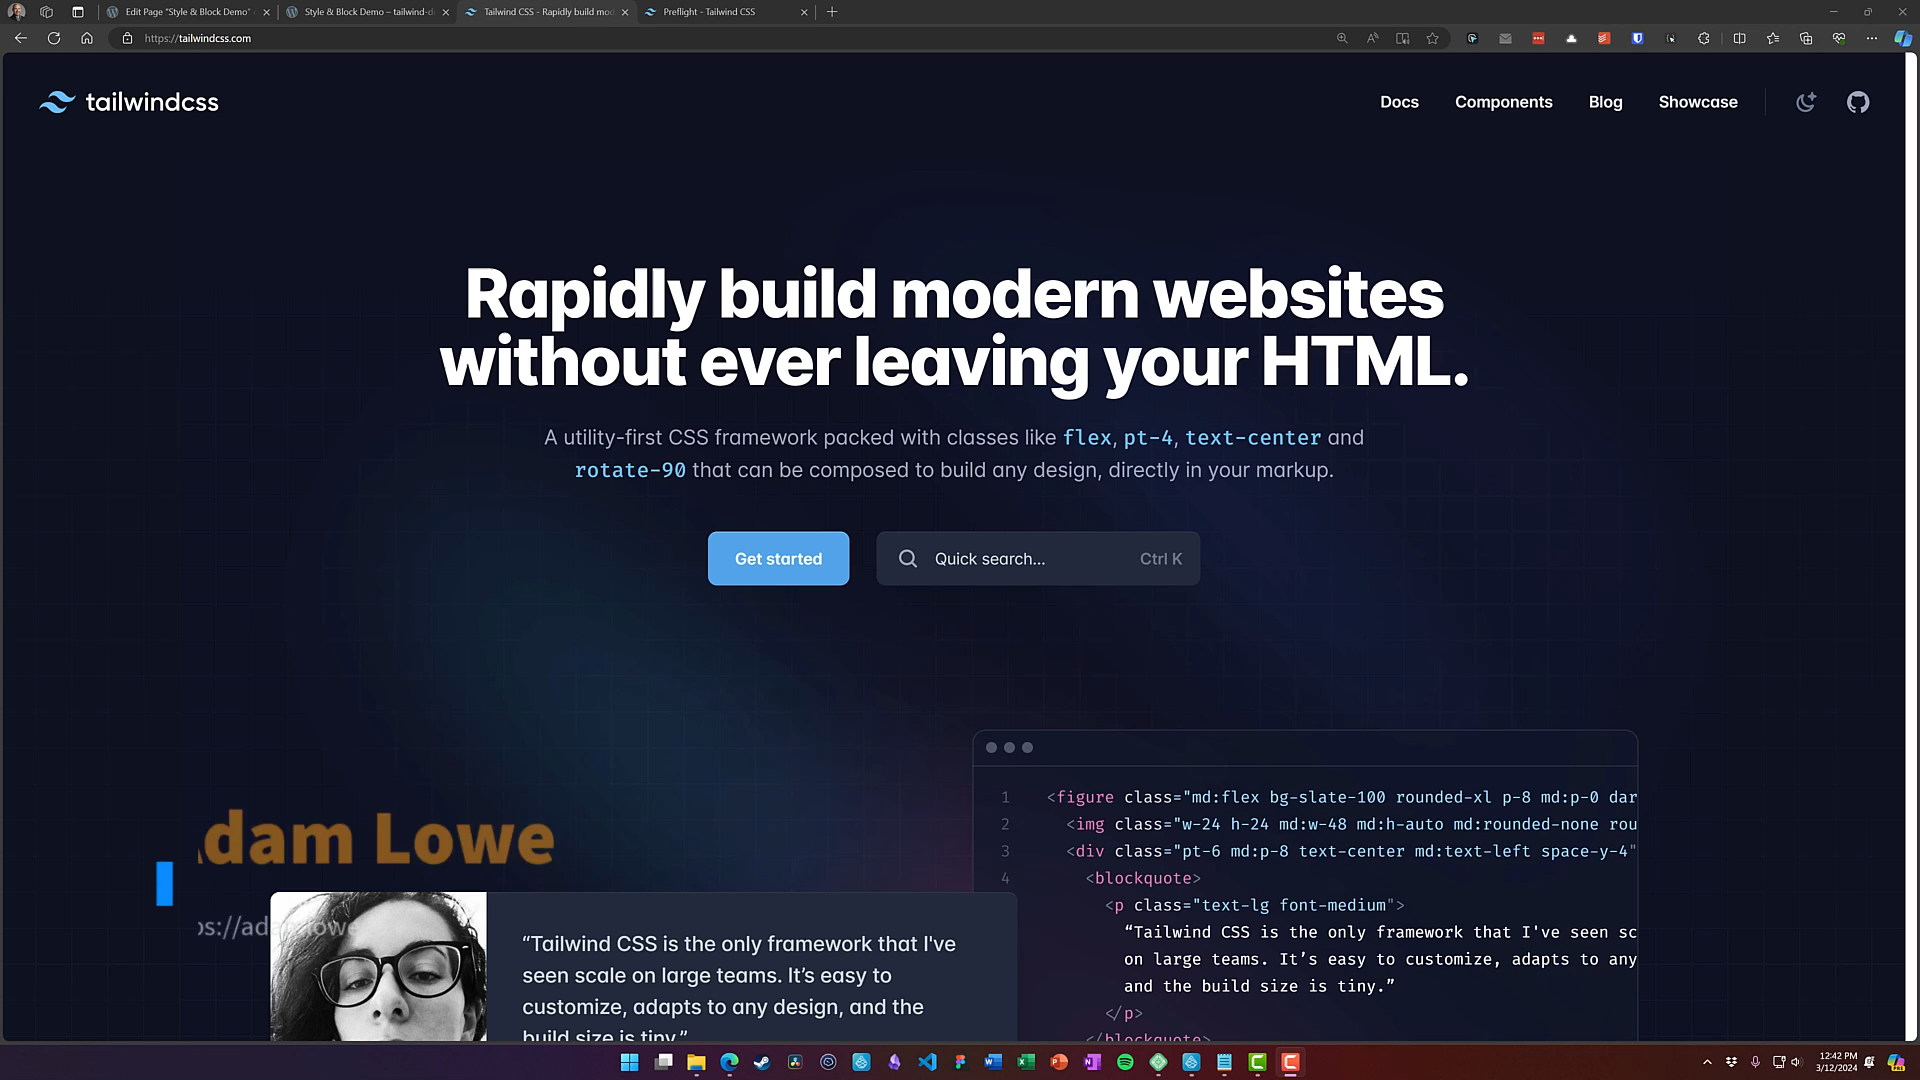 Edit Page "Style & Block Demo"
Style & Block Demo – tailwind-d
Tailwind CSS - Rapidly build mod
Preflight - Tailwind CSS
https://tailwindcss.com
tailwindcss
Docs
Components
Blog
Showcase
Rapidly build modern websites
without ever leaving your HTML.
A utility-first CSS framework packed with classes like flex, pt-4, text-center and
rotate-90 that can be composed to build any design, directly in your markup.
Get started
Quick search...
Ctrl K
dam Lowe
ps://adamlowe
“Tailwind CSS is the only framework that I've
seen scale on large teams. It’s easy to
customize, adapts to any design, and the
build size is tiny.”
1 <figure class="md:flex bg-slate-100 rounded-xl p-8 md:p-0 dar
2 <img class="w-24 h-24 md:w-48 md:h-auto md:rounded-none rou
3 <div class="pt-6 md:p-8 text-center md:text-left space-y-4"
4 <blockquote>
<p class="text-lg font-medium">
“Tailwind CSS is the only framework that I've seen sc
on large teams. It’s easy to customize, adapts to any
and the build size is tiny.”
</p>
</blockquote>
12:42 PM
3/12/2024